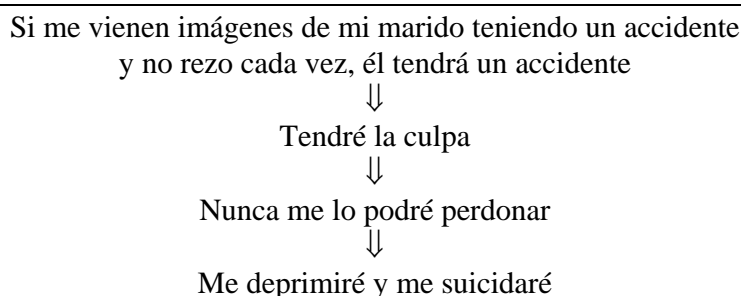 Si me vienen imágenes de mi marido teniendo un accidente
y no rezo cada vez, él tendrá un accidente
⇓
Tendré la culpa
⇓
Nunca me lo podré perdonar
⇓
Me deprimiré y me suicidaré